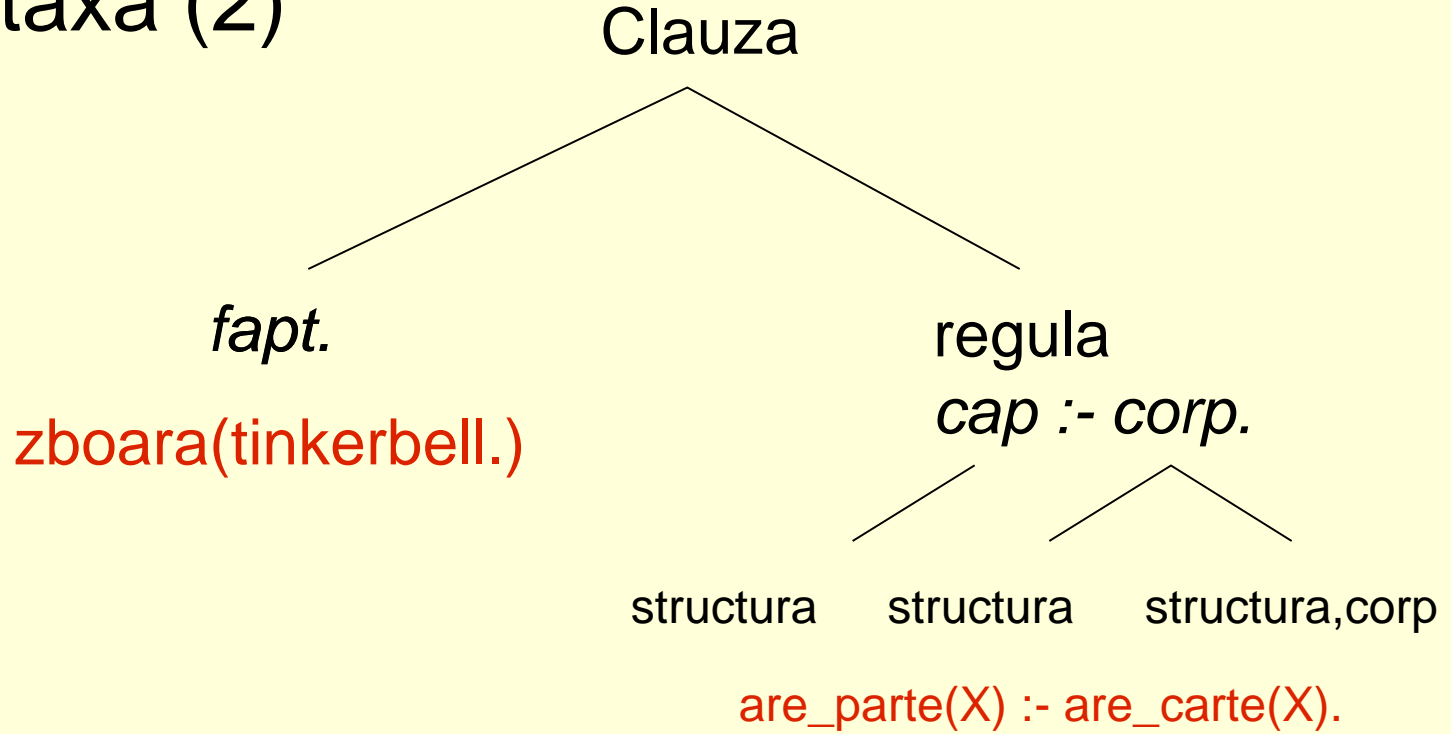 taxa (2)
Clauza
fapt.
regula
cap :- corp.
zboara(tinkerbell.)
structura structura structura,corp
are_parte(X) :- are_carte(X).